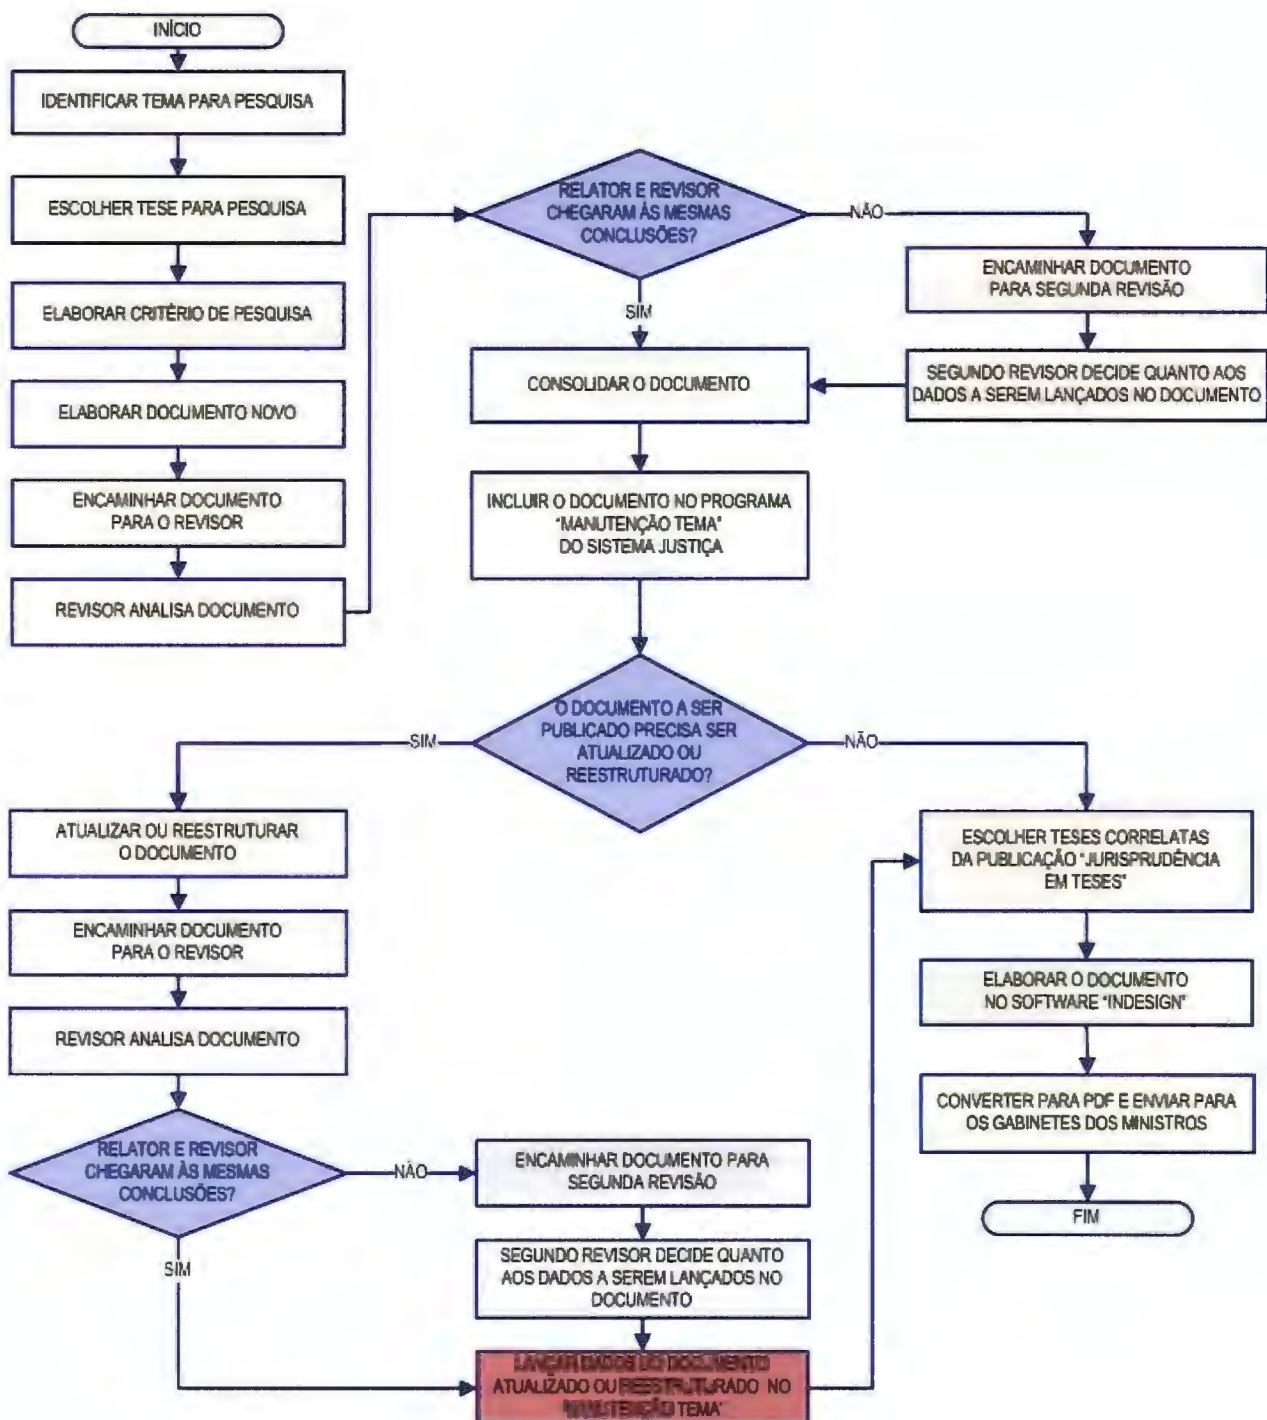 INÍCIO
IDENTIFICAR TEMA PARA PESQUISA
ESCOLHER TESE PARA PESQUISA
ELABORAR CRITÉRIO DE PESQUISA
ELABORAR DOCUMENTO NOVO
ENCAMINHAR DOCUMENTO
PARA O REVISOR
REVISOR ANALISA DOCUMENTO
RELATOR E REVISOR
CHEGARAM ÀS MESMAS
CONCLUSÕES?
NÃO
ENCAMINHAR DOCUMENTO
PARA SEGUNDA REVISÃO
SEGUNDO REVISOR DECIDE QUANTO AOS
DADOS A SEREM LANÇADOS NO DOCUMENTO
SIM
CONSOLIDAR O DOCUMENTO
INCLUIR O DOCUMENTO NO PROGRAMA
"MANUTENÇÃO TEMA"
DO SISTEMA JUSTIÇA
O DOCUMENTO A SER
PUBLICADO PRECISA SER
ATUALIZADO OU
REESTRUTURADO?
SIM
NÃO
ATUALIZAR OU REESTRUTURAR
O DOCUMENTO
ENCAMINHAR DOCUMENTO
PARA O REVISOR
REVISOR ANALISA DOCUMENTO
RELATOR E REVISOR
CHEGARAM ÀS MESMAS
CONCLUSÕES?
NÃO
ENCAMINHAR DOCUMENTO PARA
SEGUNDA REVISÃO
SEGUNDO REVISOR DECIDE QUANTO
AOS DADOS A SEREM LANÇADOS NO
DOCUMENTO
SIM
LANÇAR DADOS DO DOCUMENTO
ATUALIZADO OU REESTRUTURADO NO
"MANUTENÇÃO TEMA"
ESCOLHER TESES CORRELATAS
DA PUBLICAÇÃO "JURISPRUDÊNCIA
EM TESES"
ELABORAR O DOCUMENTO
NO SOFTWARE "INDESIGN"
CONVERTER PARA PDF E ENVIAR PARA
OS GABINETES DOS MINISTROS
FIM